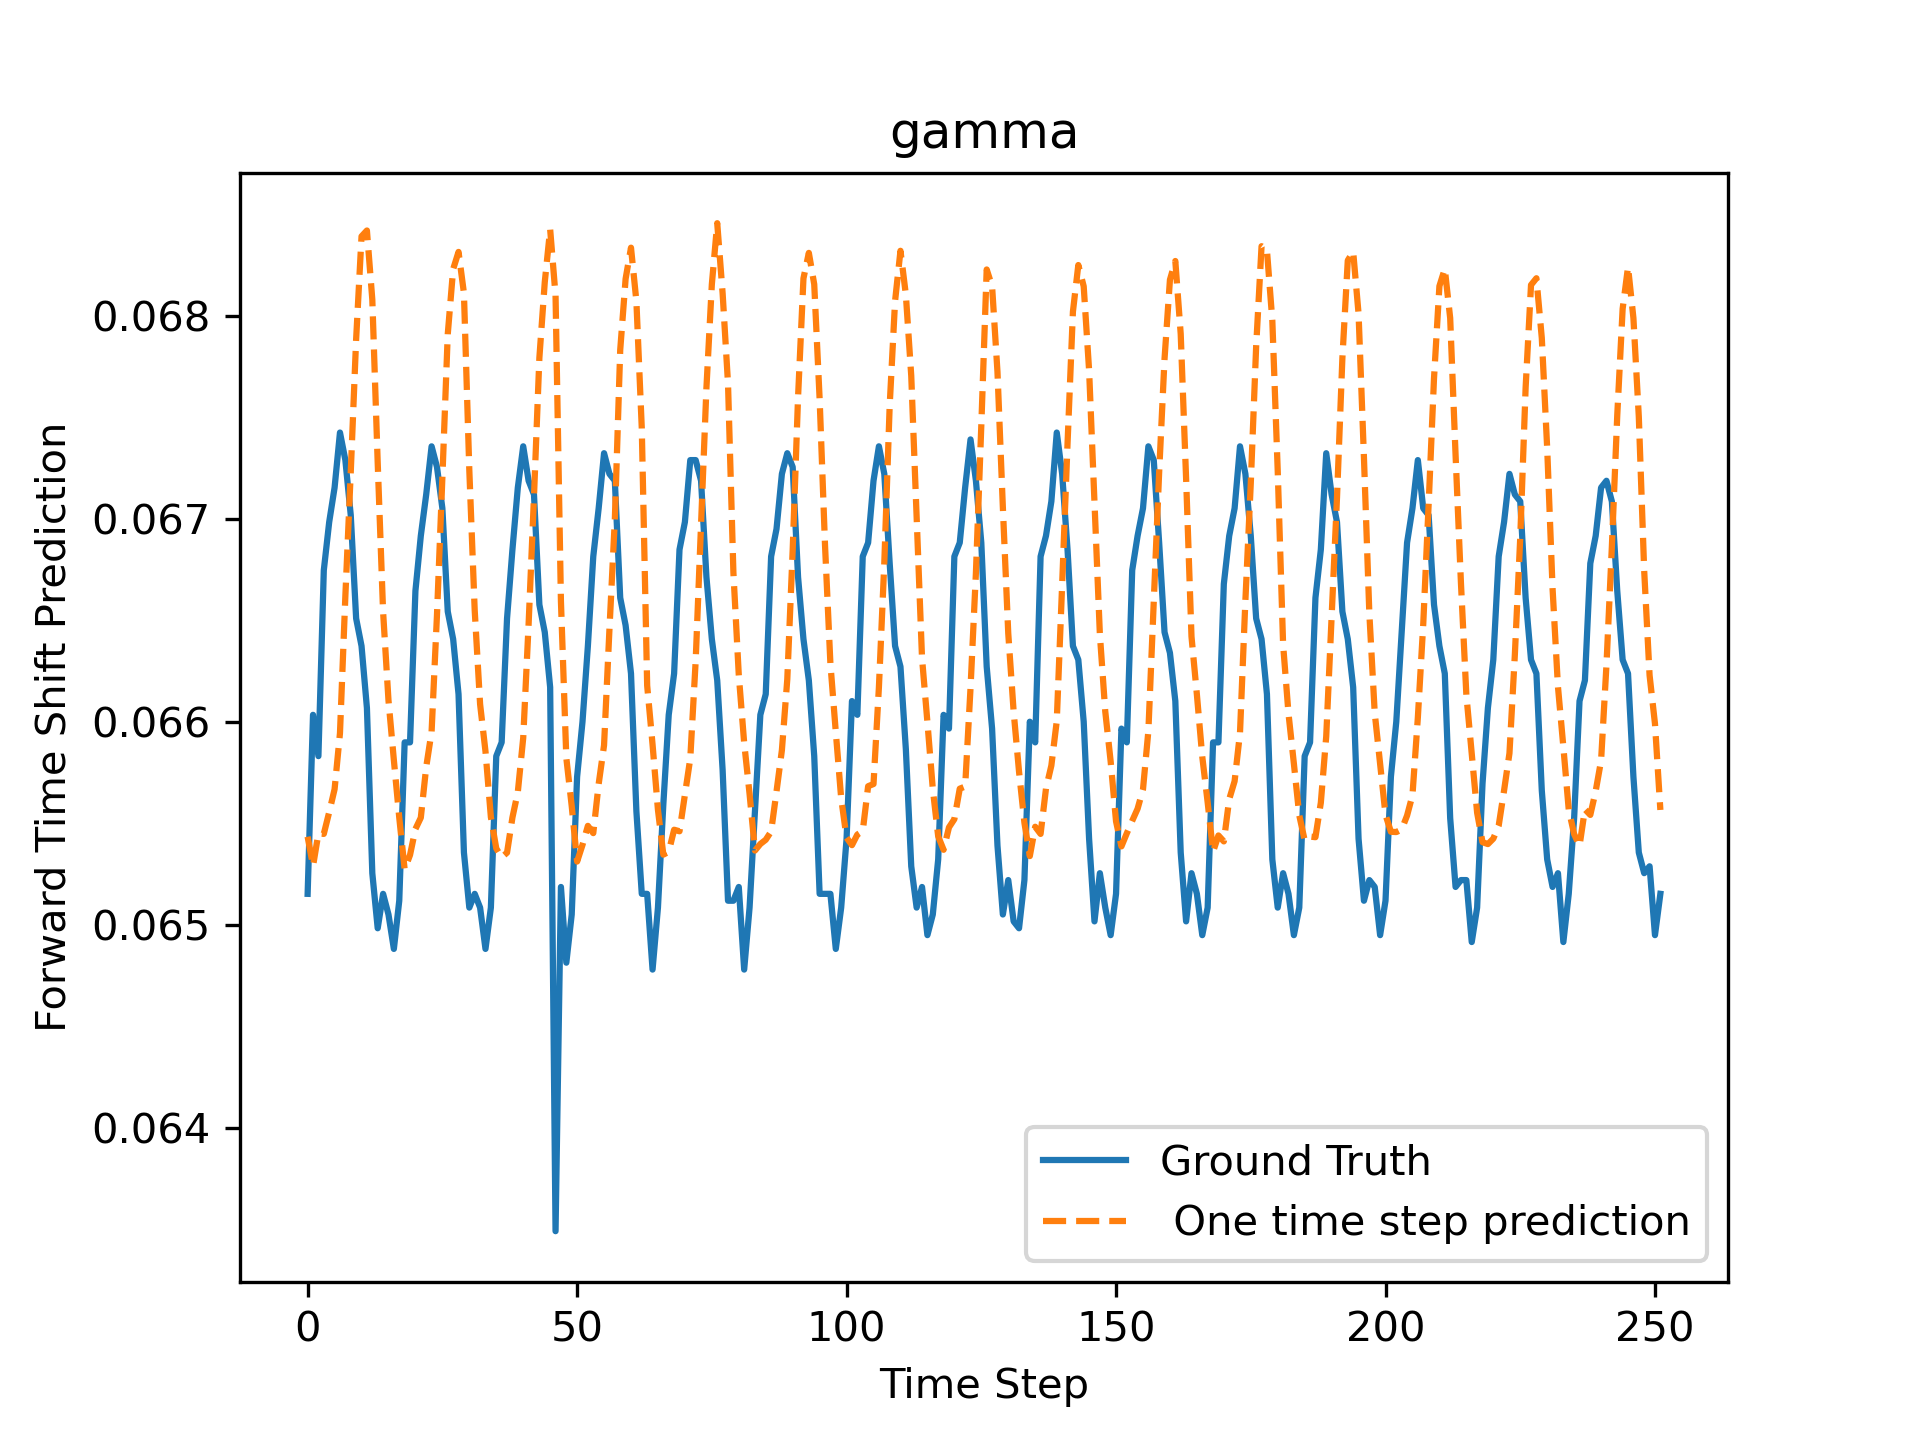 gamma
Forward Time Shift Prediction
0.068
0.067
0.066
0.065
0.064
Ground Truth
One time step prediction
0 50 100 150 200 250
Time Step